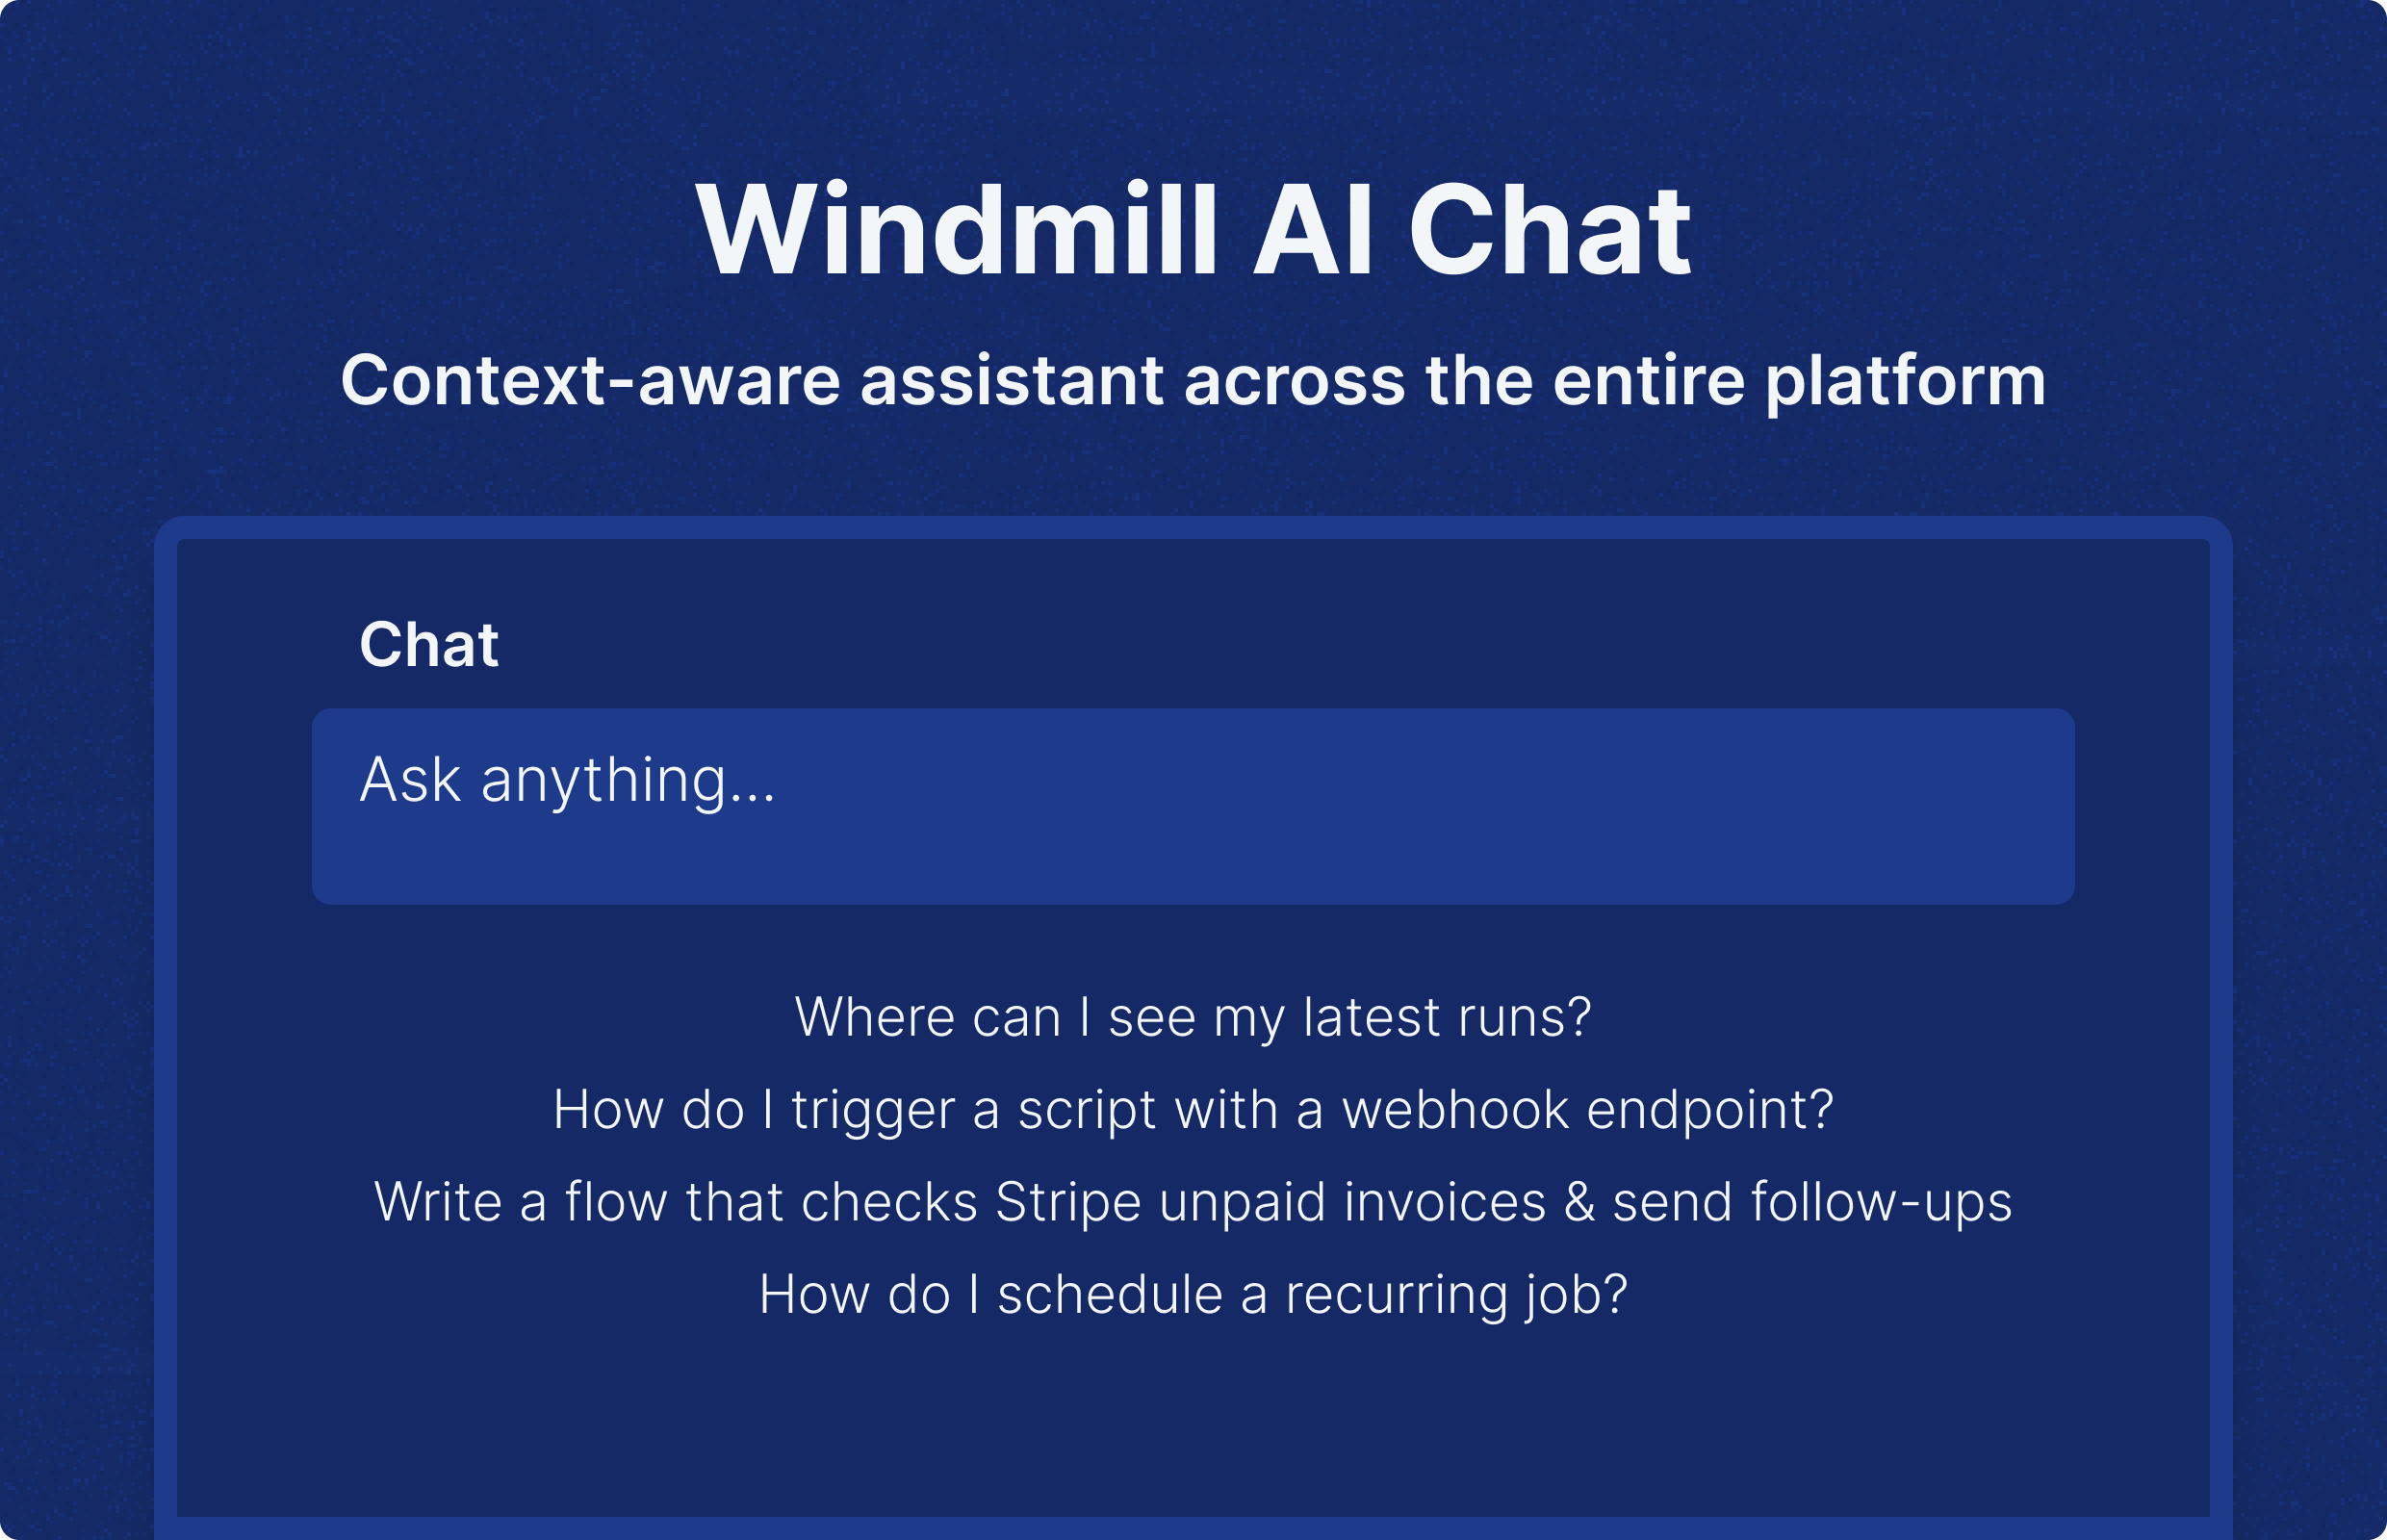 Windmill AI Chat
Context-aware assistant across the entire platform
Chat
Ask anything...
Where can I see my latest runs?
How do I trigger a script with a webhook endpoint?
Write a flow that checks Stripe unpaid invoices & send follow-ups
How do I schedule a recurring job?